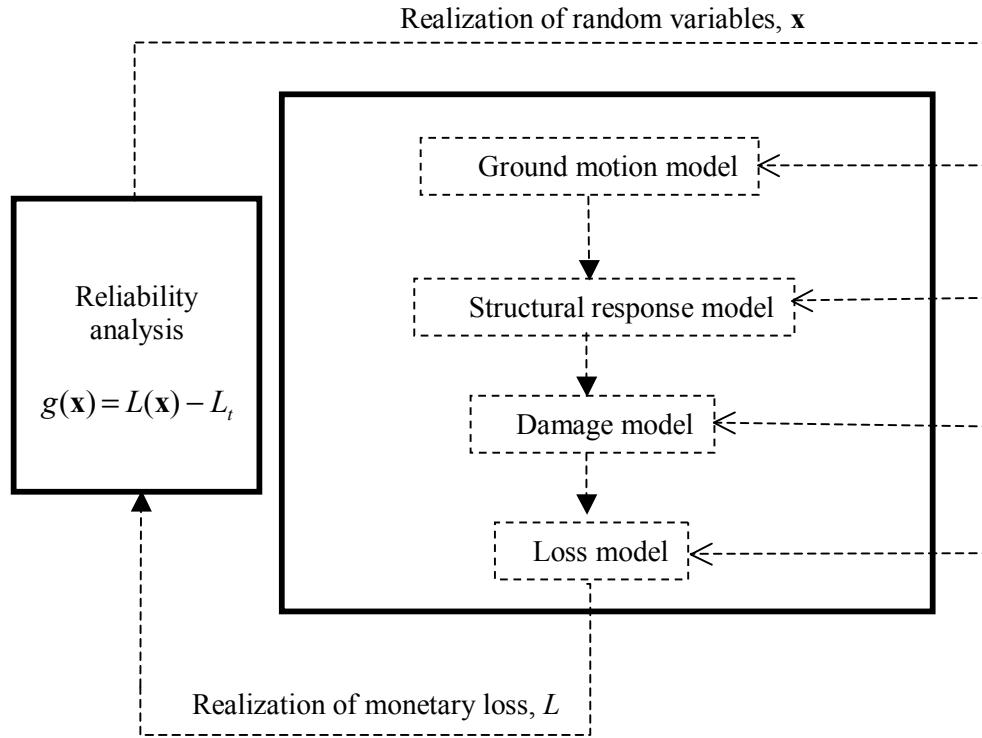 Realization of random variables, x
Ground motion model
Structural response model
Damage model
Loss model
Reliability
analysis
g(x) = L(x) − Lₜ
Realization of monetary loss, L